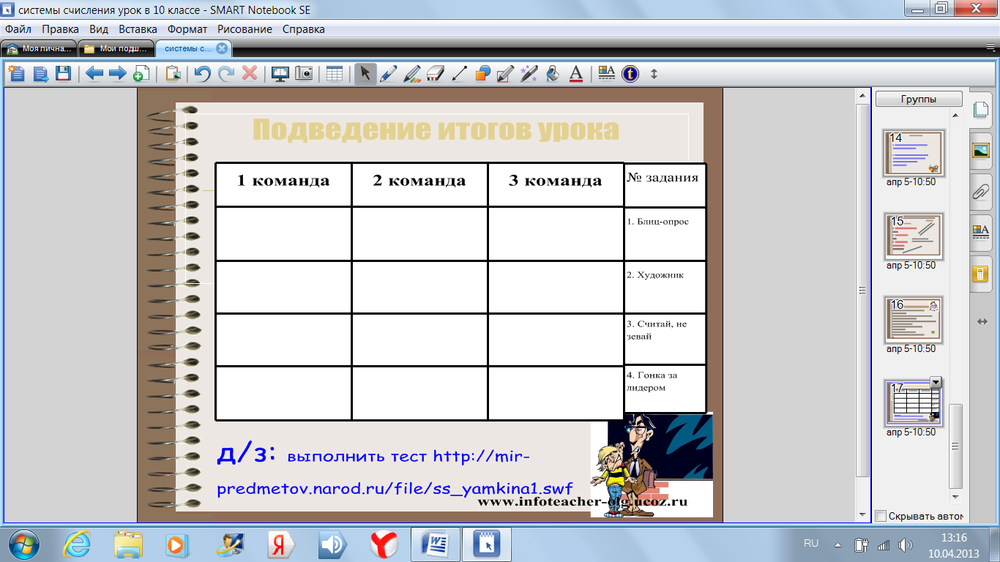 системы счисления урок в 10 классе - SMART Notebook SE
Файл Правка Вид Вставка Формат Рисование Справка
Моя лична... Мои подш... системы с...
Группы
Подведение итогов урока
1 команда 2 команда 3 команда № задания
1. Блиц-опрос
2. Художник
3. Считай, не
зевай
4. Гонка за
лидером
д/з: выполнить тест http://mir-
predmetov.narod.ru/file/ss_yamkina1.swf
www.infoteacher-olg.ucoz.ru
14
апр 5-10:50
15
апр 5-10:50
16
апр 5-10:50
17
апр 5-10:50
Скрывать автом
RU
13:16
10.04.2013